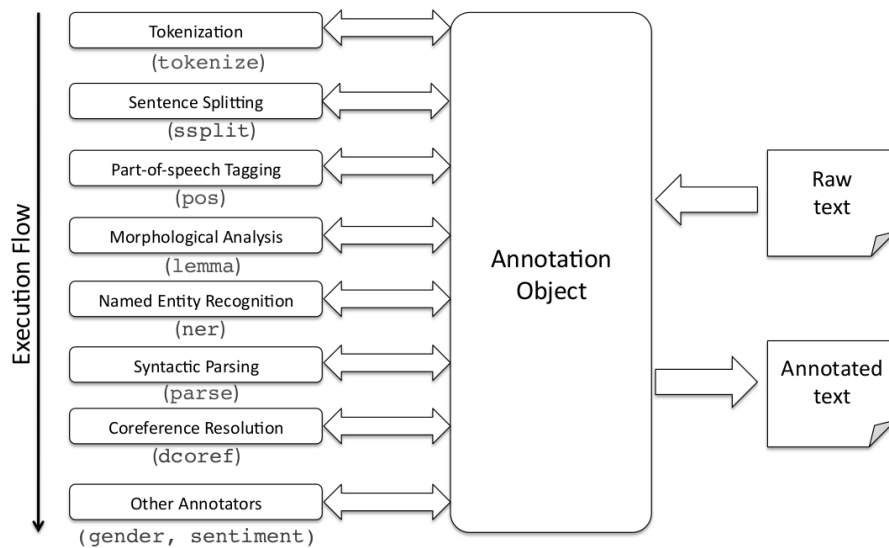 Execution Flow
Tokenization
(tokenize)
Sentence Splitting
(ssplit)
Part-of-speech Tagging
(pos)
Morphological Analysis
(lemma)
Named Entity Recognition
(ner)
Syntactic Parsing
(parse)
Coreference Resolution
(dcoref)
Other Annotators
(gender, sentiment)
Annotation
Object
Raw
text
Annotated
text